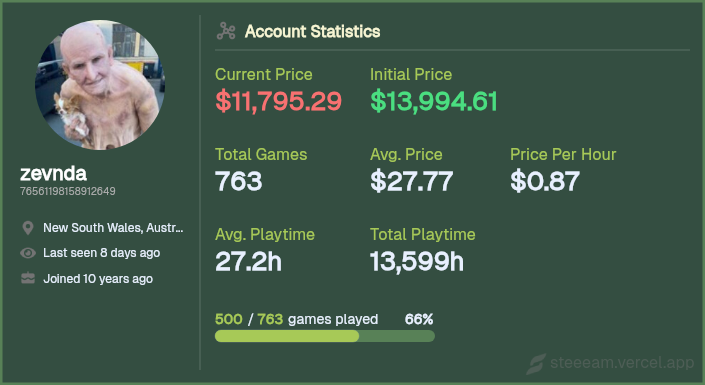 Account Statistics
Current Price
Initial Price
$11,795.29
$13,994.61
zevnda
76561198158912649
Total Games
Avg. Price
Price Per Hour
763
$27.77
$0.87
New South Wales, Austr...
Last seen 8 days ago
Joined 10 years ago
Avg. Playtime
Total Playtime
27.2h
13,599h
500 / 763 games played
66%
steeeam.vercel.app